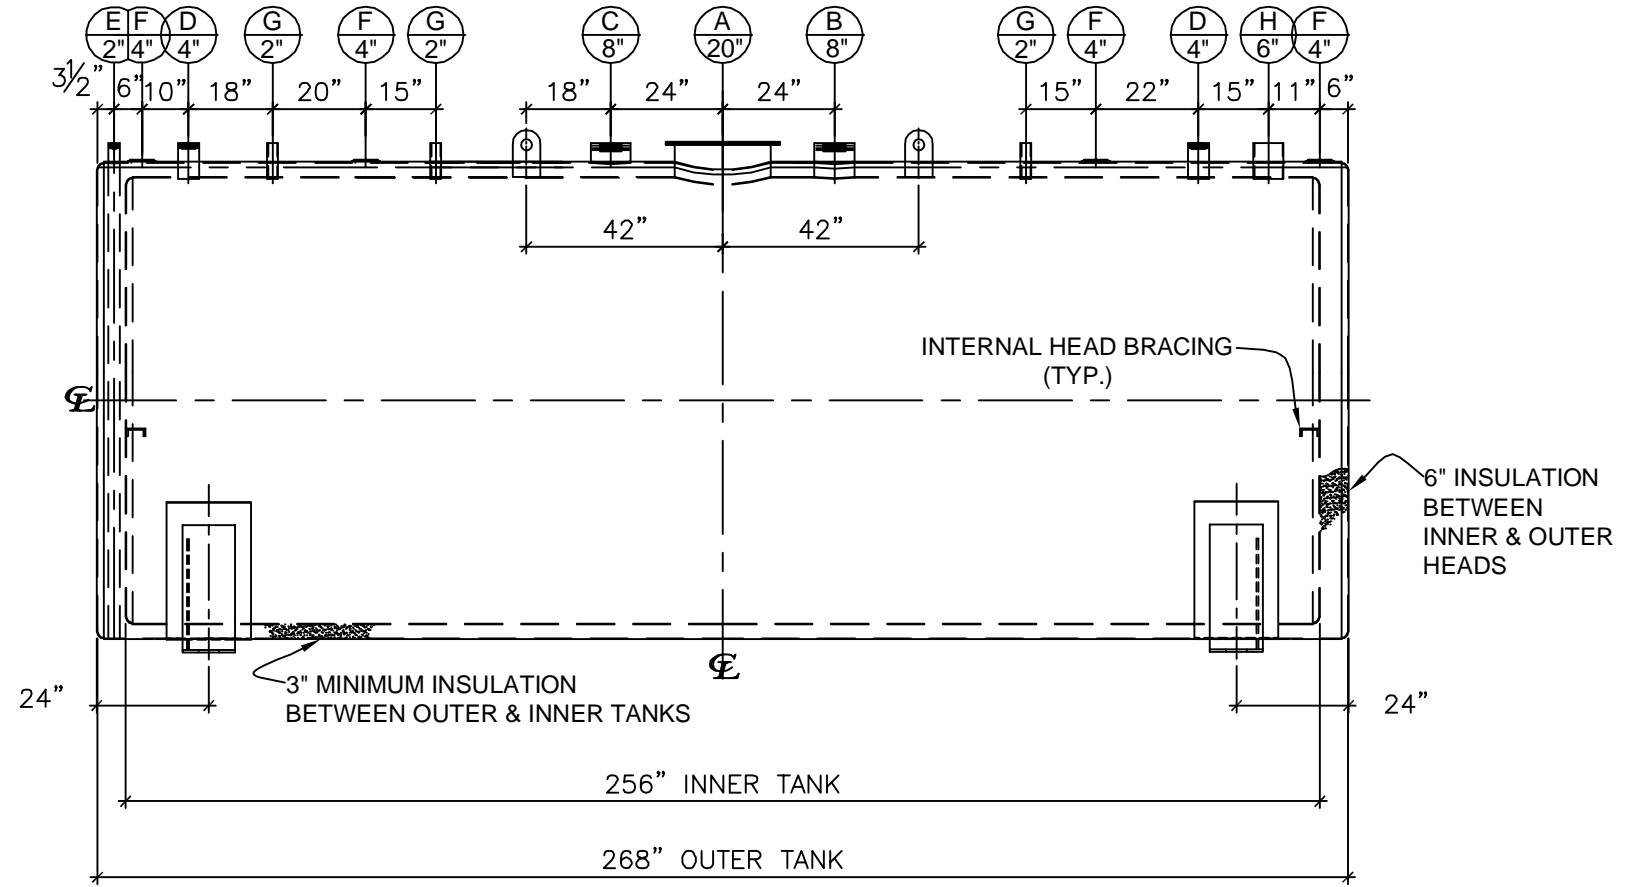 E F D G F G C A B G F D H F
2" 4" 4" 2" 4" 2" 8" 20" 8" 2" 4" 4" 6" 4"
3½" 6" 10" 18" 20" 15" 18" 24" 24" 15" 22" 15" 11" 6"
42" 42"
INTERNAL HEAD BRACING
(TYP.)
℄
6" INSULATION
BETWEEN
INNER & OUTER
HEADS
℄
3" MINIMUM INSULATION
BETWEEN OUTER & INNER TANKS
24" 24"
256" INNER TANK
268" OUTER TANK